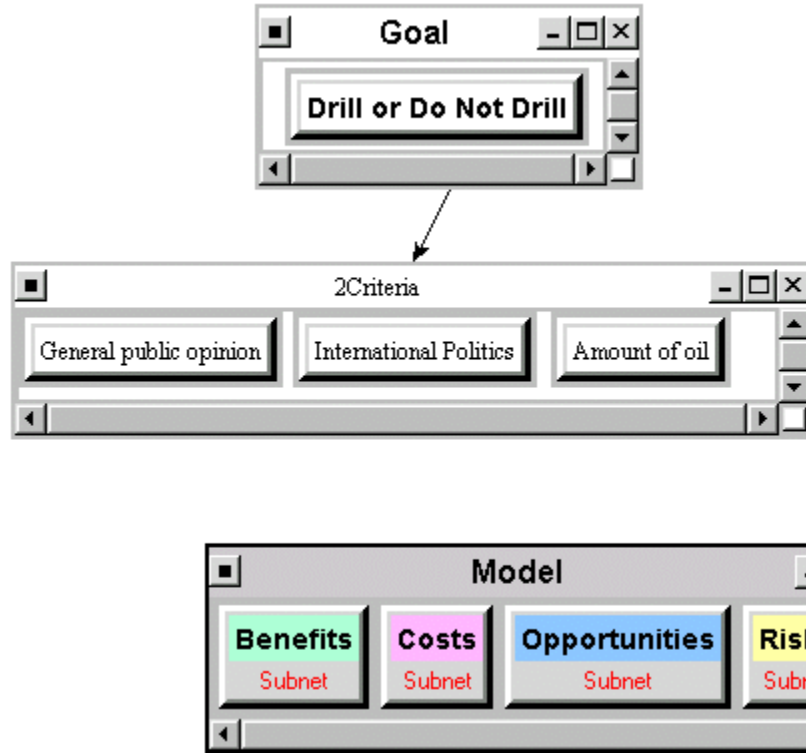 Goal
Drill or Do Not Drill
2Criteria
General public opinion
International Politics
Amount of oil
Model
Benefits Costs Opportunities
Subnet Subnet Subnet